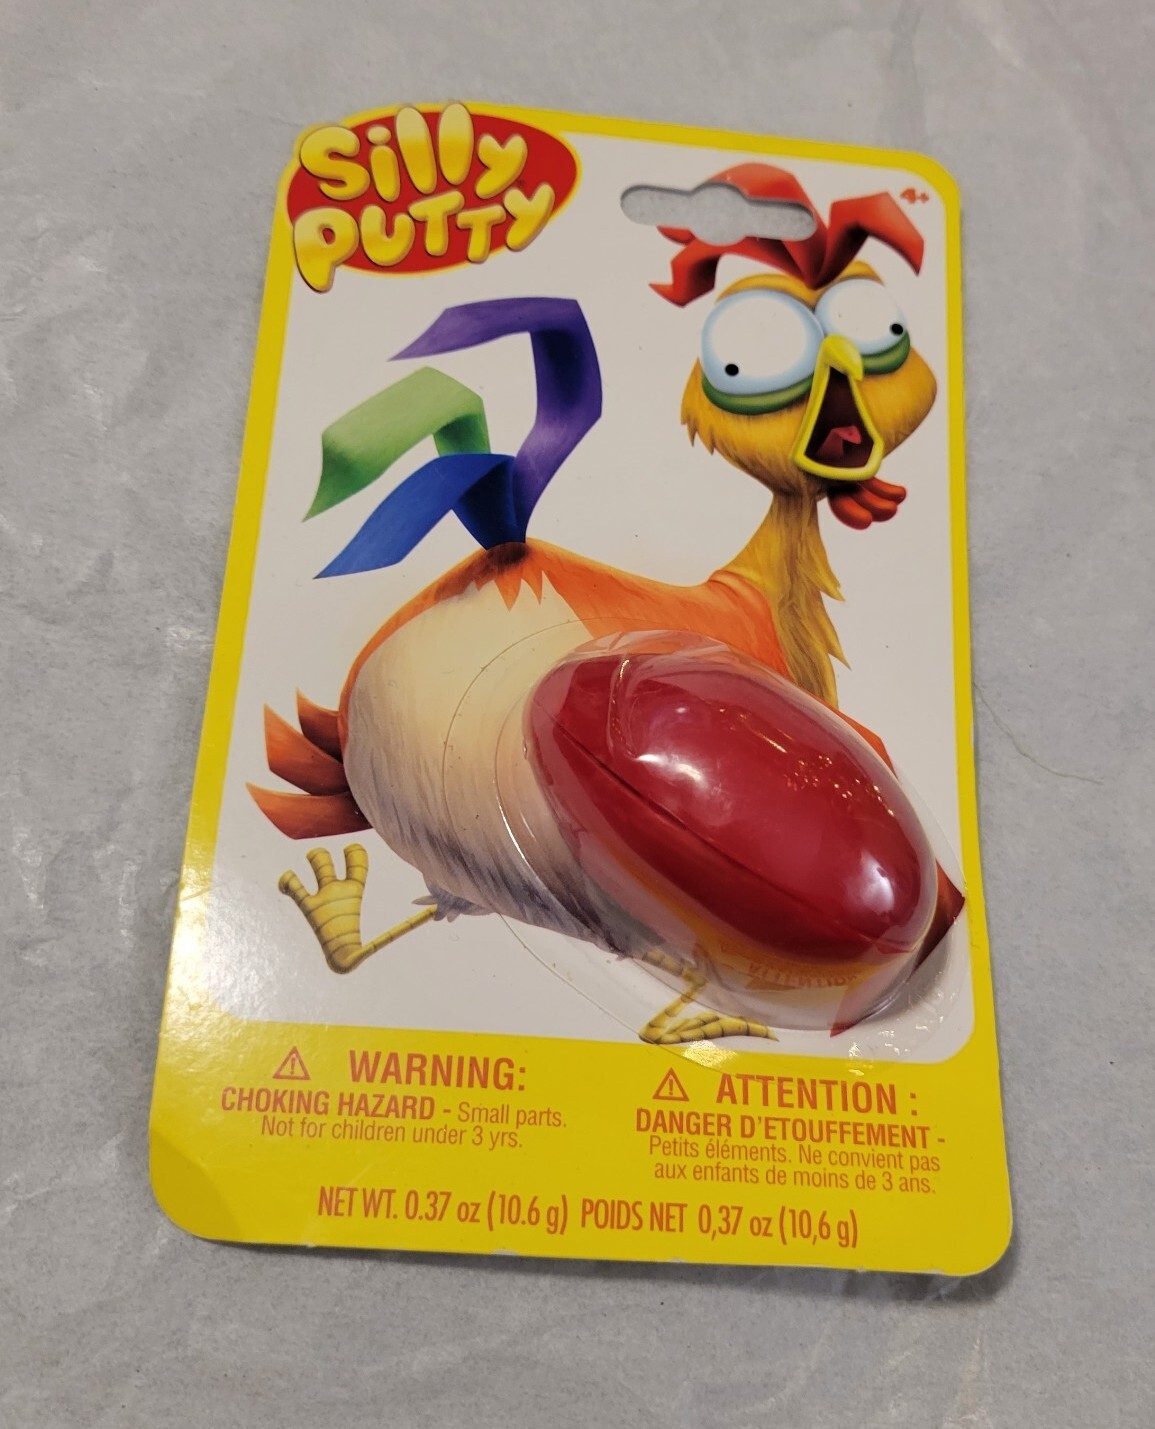 Silly
PUTTY
4+
WARNING:
CHOKING HAZARD - Small parts.
Not for children under 3 yrs.
ATTENTION :
DANGER D'ETOUFFEMENT -
Petits éléments. Ne convient pas
aux enfants de moins de 3 ans.
NET WT. 0.37 oz (10.6 g) POIDS NET 0,37 oz (10,6 g)